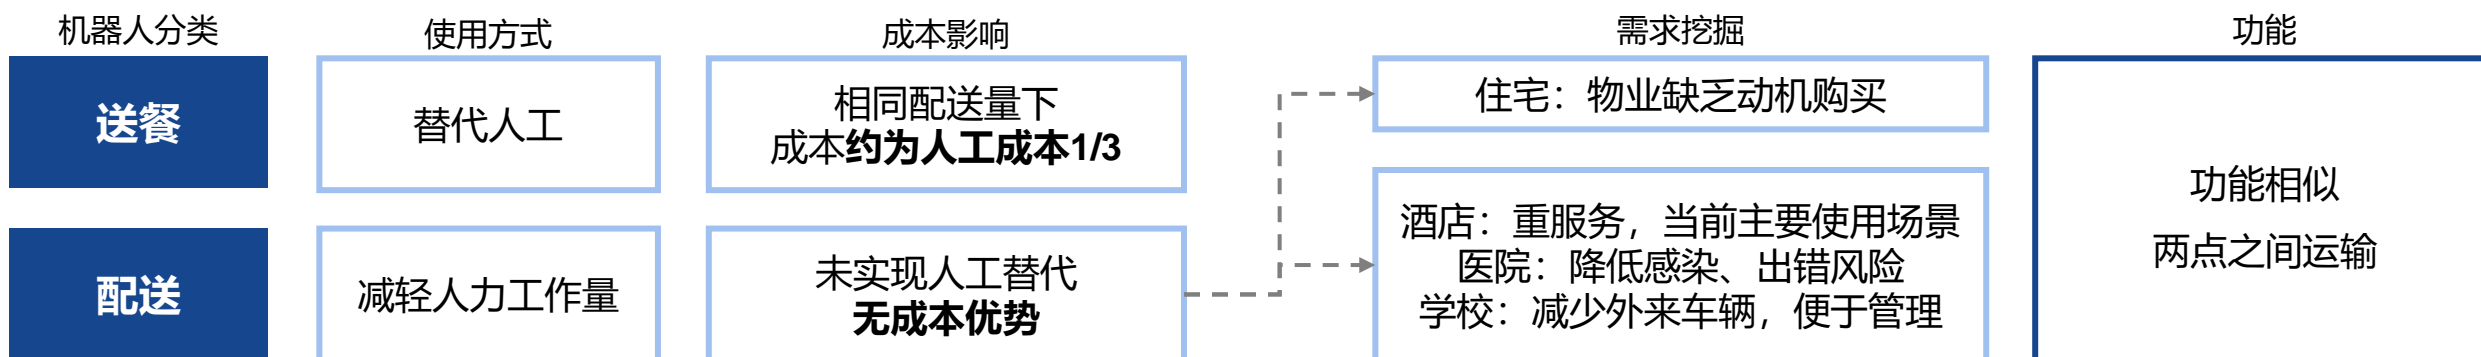 机器人分类
使用方式
成本影响
需求挖掘
功能
送餐
替代人工
相同配送量下
成本约为人工成本1/3
住宅：物业缺乏动机购买
配送
减轻人力工作量
未实现人工替代
无成本优势
酒店：重服务，当前主要使用场景
医院：降低感染、出错风险
学校：减少外来车辆，便于管理
功能相似
两点之间运输